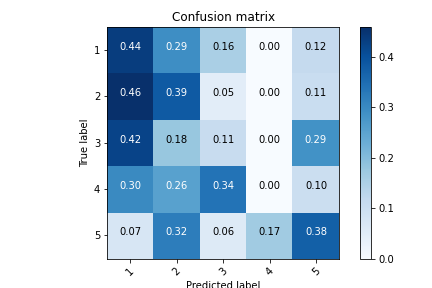 Confusion matrix
True label
1 0.44 0.29 0.16 0.00 0.12
2 0.46 0.39 0.05 0.00 0.11
3 0.42 0.18 0.11 0.00 0.29
4 0.30 0.26 0.34 0.00 0.10
5 0.07 0.32 0.06 0.17 0.38
1 2 3 4 5
Predicted label
0.4
0.3
0.2
0.1
0.0